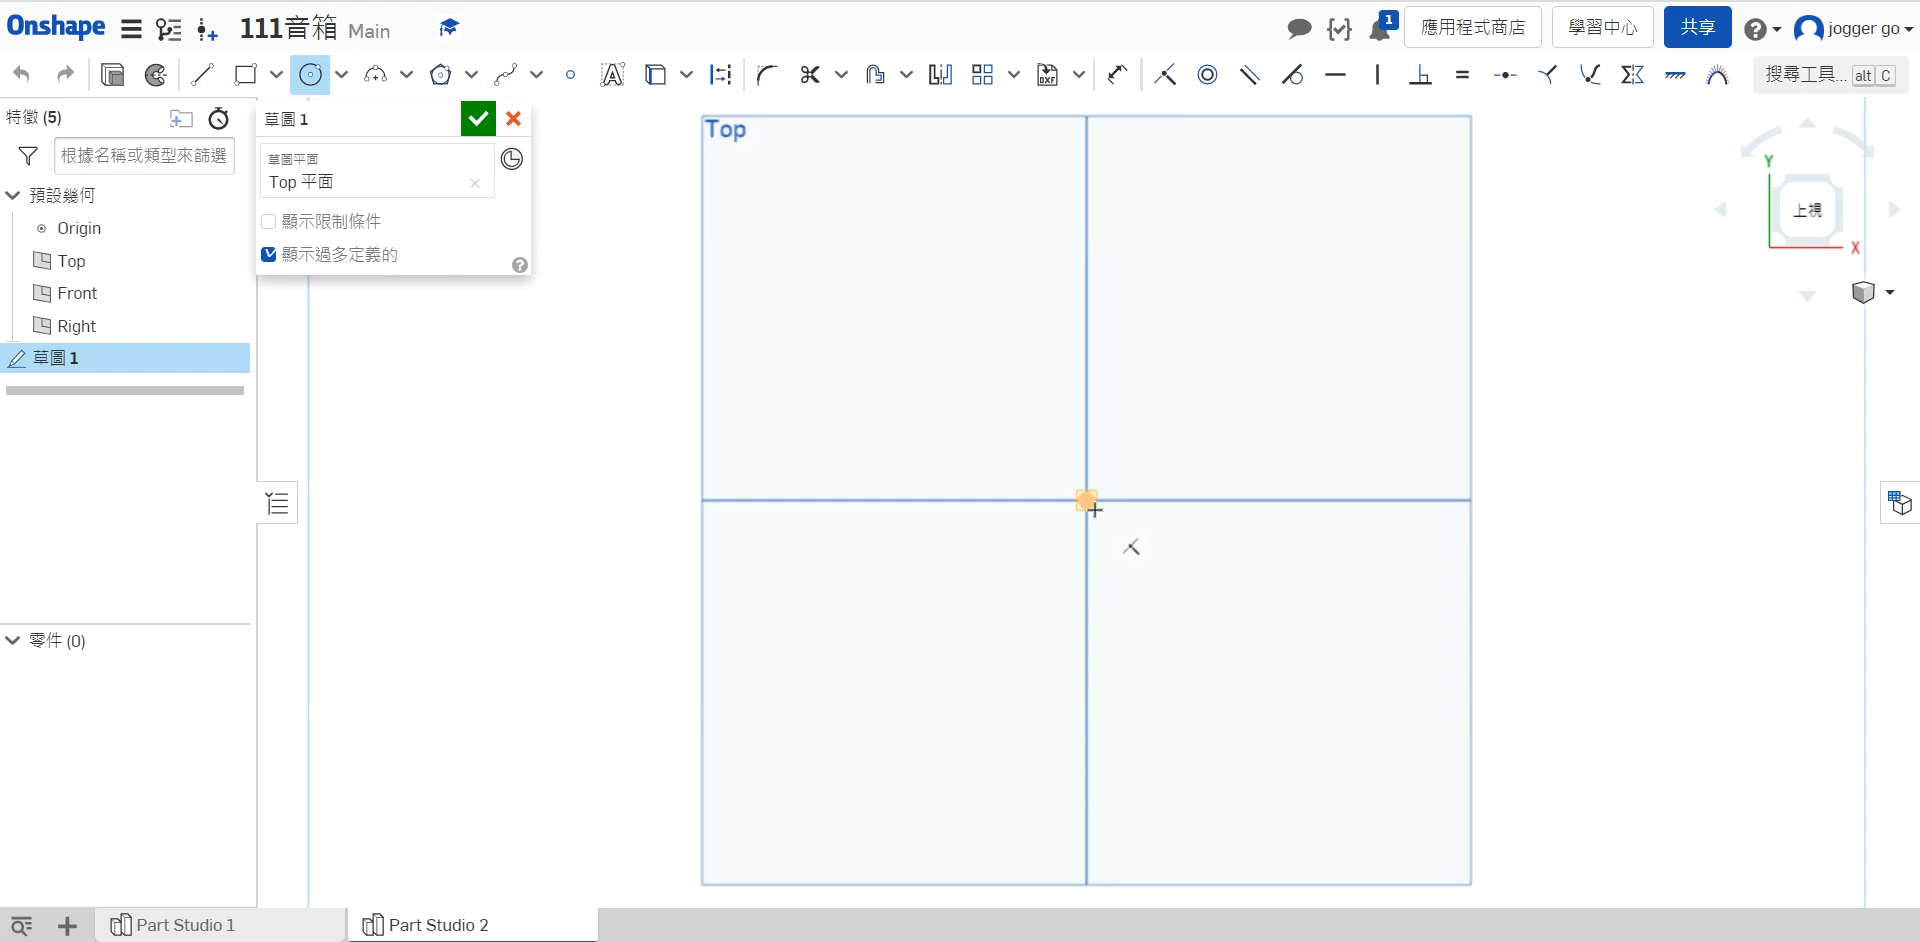 Onshape 111音箱 Main 1 應用程式商店 學習中心 共享 jogger go
搜尋工具... alt C
特徵 (5)
草圖 1
Top
根據名稱或類型來篩選
草圖平面
Top 平面
預設幾何
顯示限制條件
Origin
顯示過多定義的
Top
Front
Right
草圖 1
Y
上視
X
零件 (0)
Part Studio 1
Part Studio 2